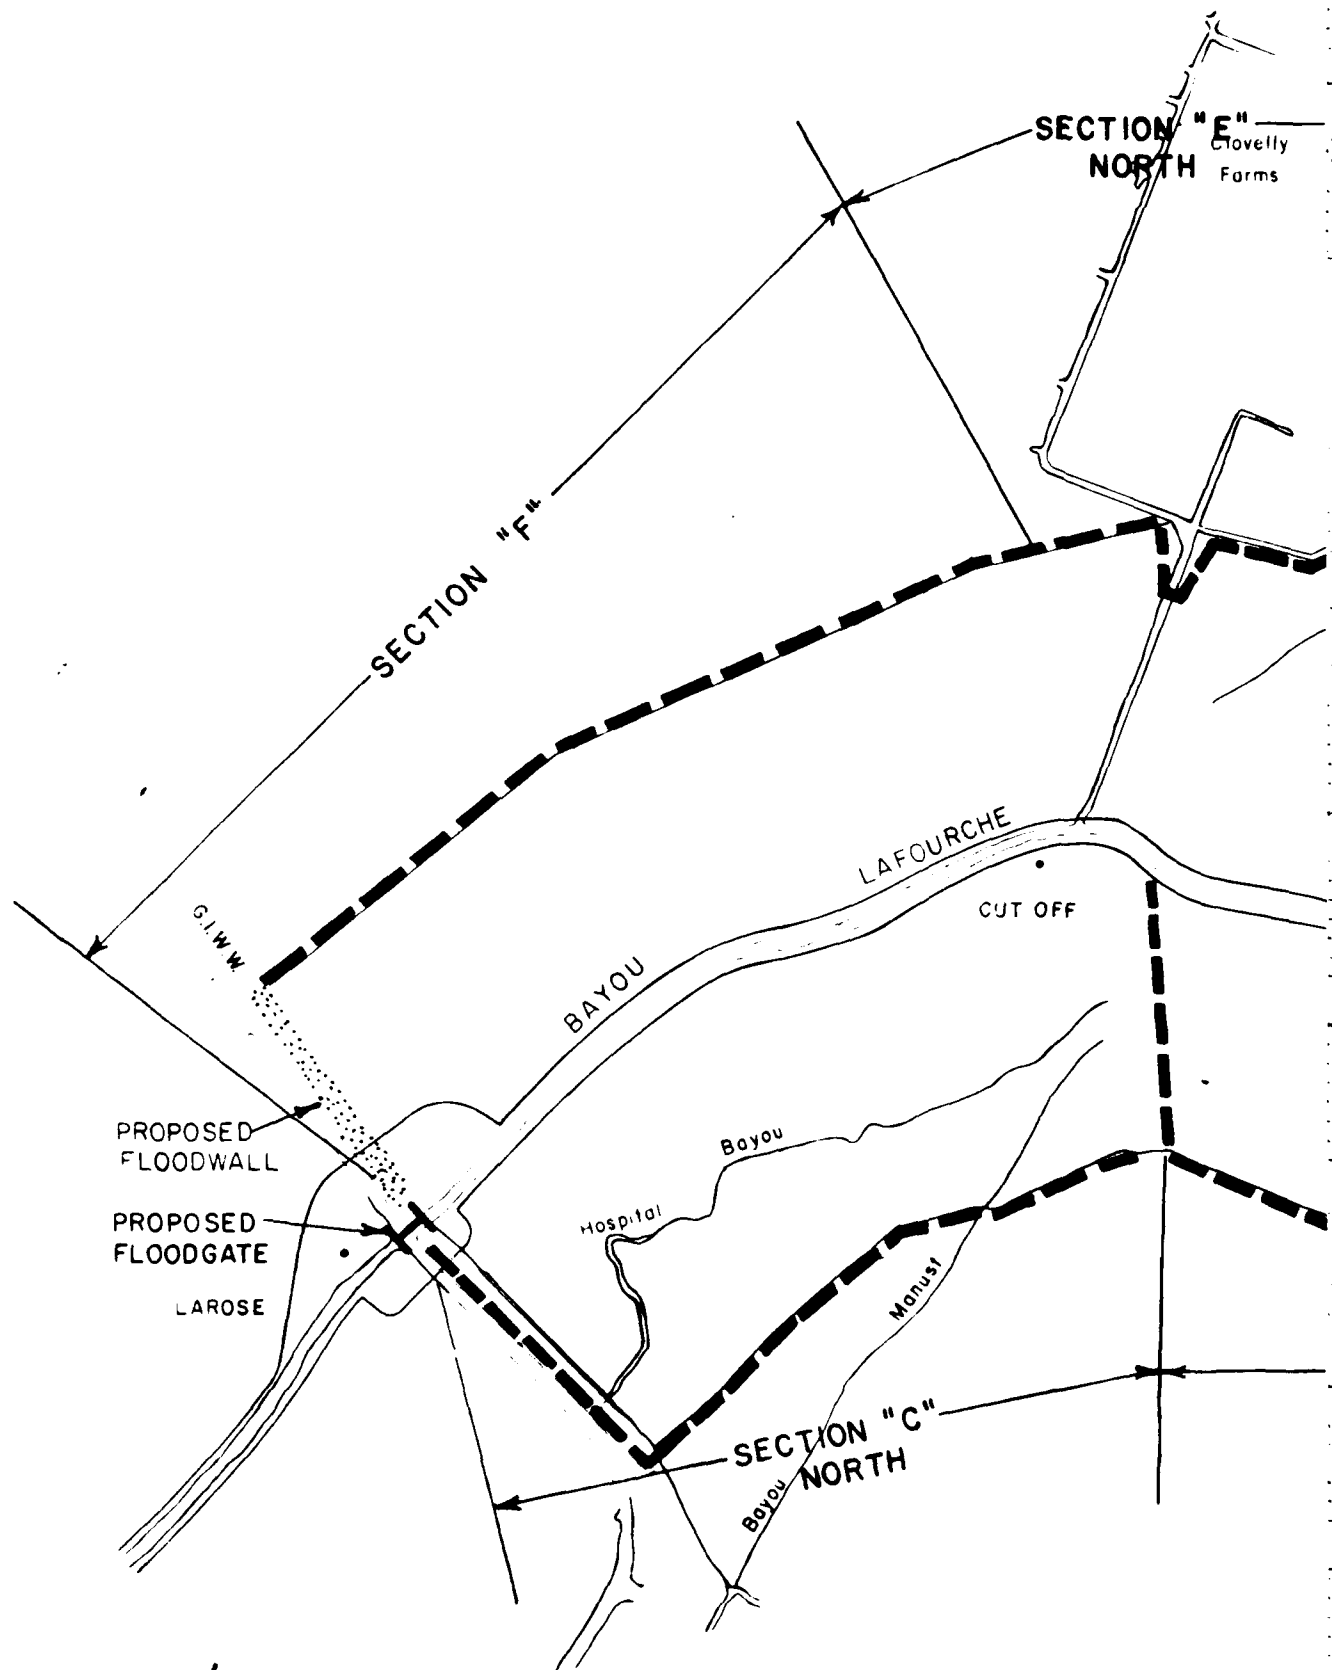 SECTION "E"
NORTH
Clovelly
Farms
SECTION "F"
LAFOURCHE
CUT OFF
G.I.W.W.
BAYOU
PROPOSED
FLOODWALL
Bayou
Hospital
PROPOSED
FLOODGATE
LAROSE
Manust
SECTION "C"
NORTH
Bayou